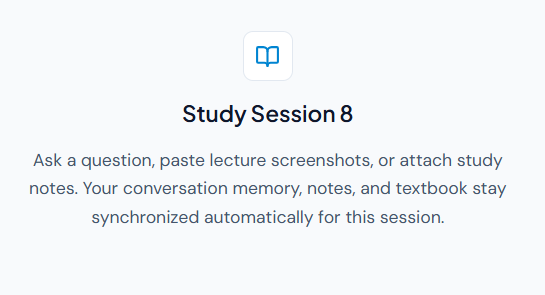 Study Session 8
Ask a question, paste lecture screenshots, or attach study
notes. Your conversation memory, notes, and textbook stay
synchronized automatically for this session.